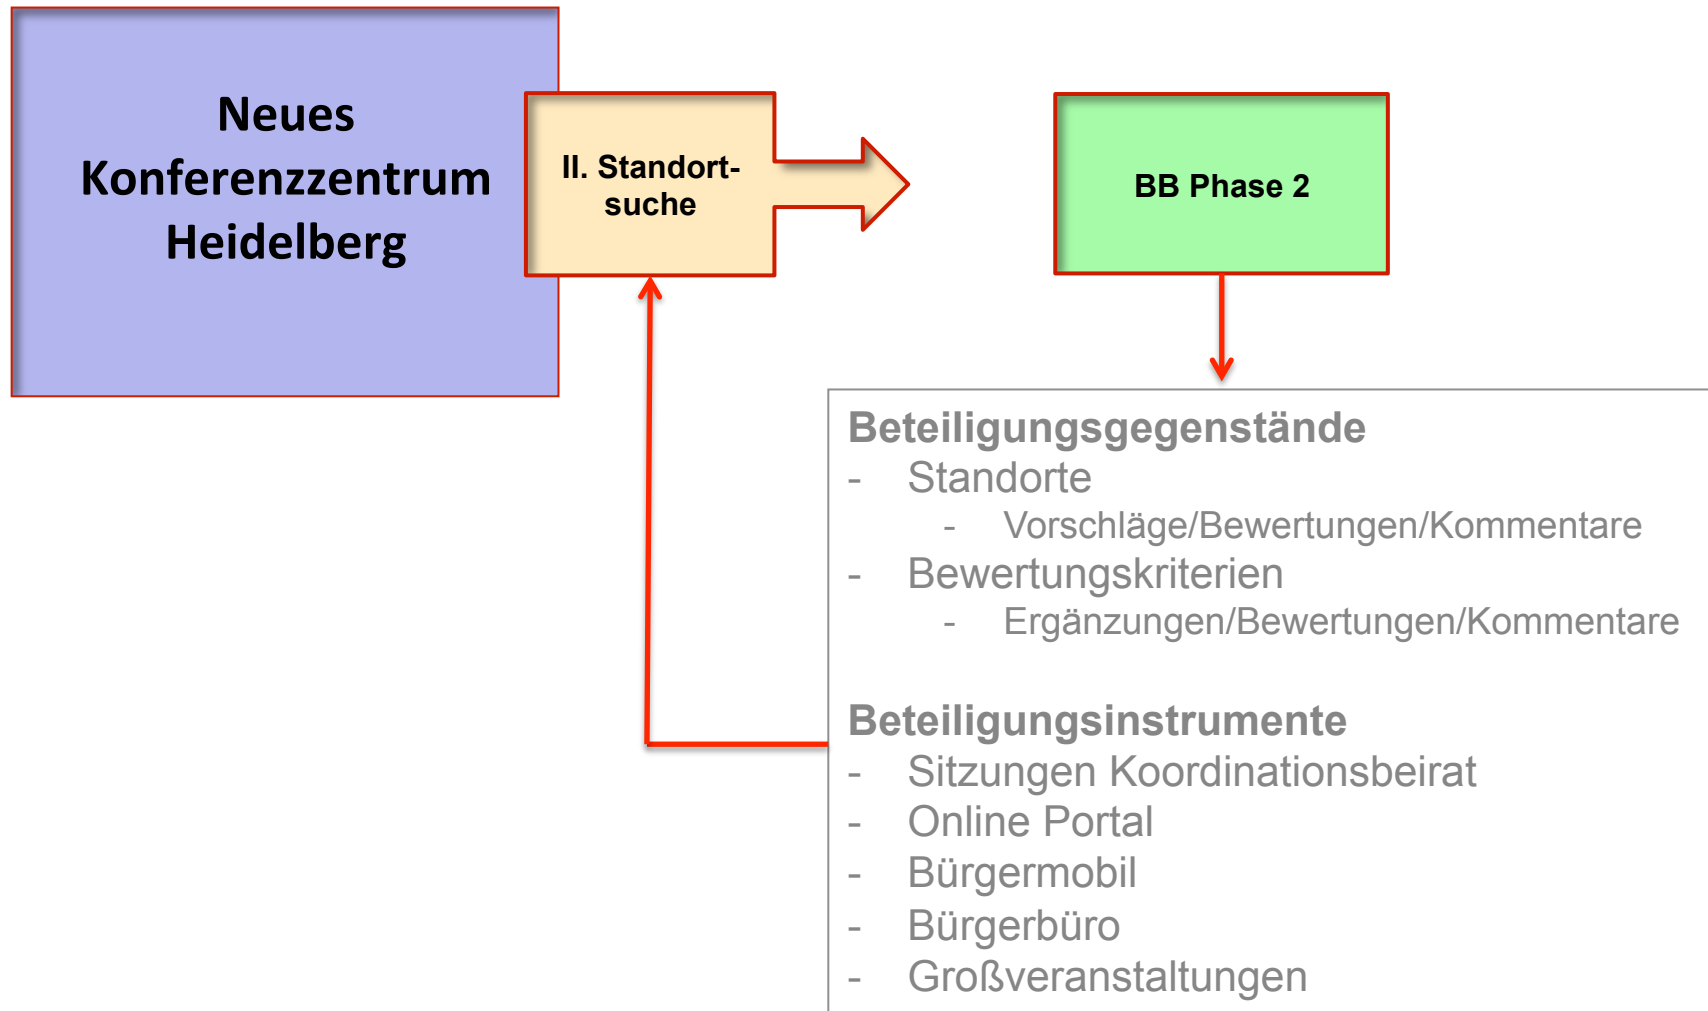 Neues
Konferenzzentrum
Heidelberg
II. Standort-
suche
BB Phase 2
Beteiligungsgegenstände
- Standorte
- Vorschläge/Bewertungen/Kommentare
- Bewertungskriterien
- Ergänzungen/Bewertungen/Kommentare
Beteiligungsinstrumente
- Sitzungen Koordinationsbeirat
- Online Portal
- Bürgermobil
- Bürgerbüro
- Großveranstaltungen